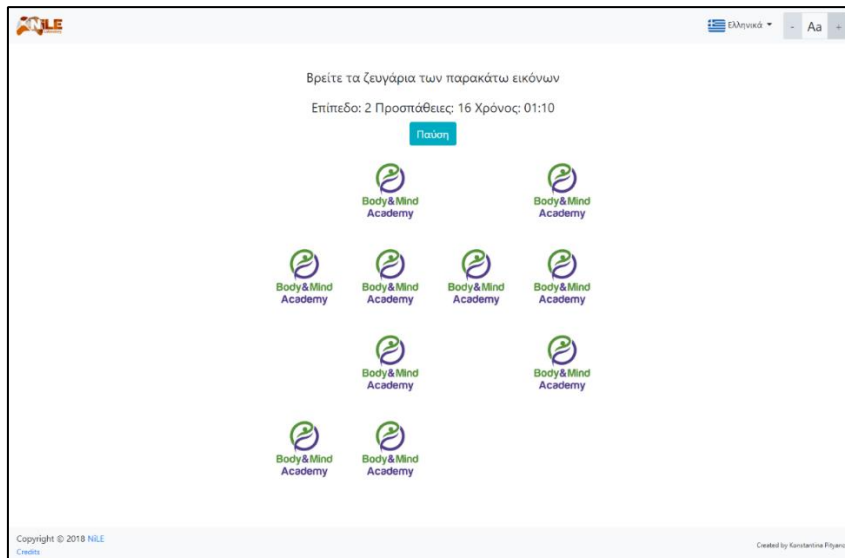 NiLE
Ελληνικά
- Aa +
Βρείτε τα ζευγάρια των παρακάτω εικόνων
Επίπεδο: 2 Προσπάθειες: 16 Χρόνος: 01:10
Παύση
Body&Mind
Academy
Body&Mind
Academy
Body&Mind
Academy
Body&Mind
Academy
Body&Mind
Academy
Body&Mind
Academy
Body&Mind
Academy
Body&Mind
Academy
Body&Mind
Academy
Body&Mind
Academy
Copyright © 2018 NiLE
Credits
Created by Konstantine